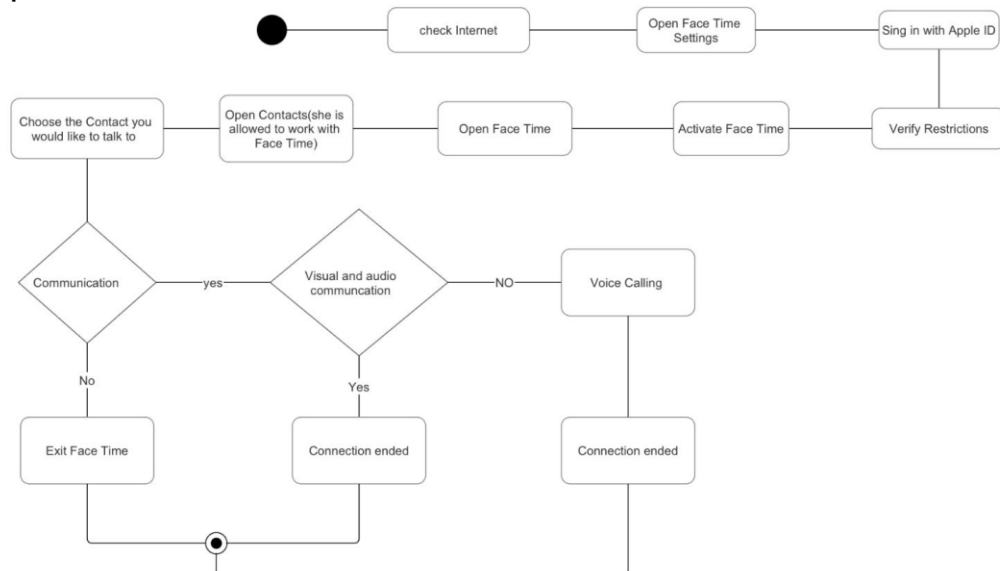 check Internet
Open Face Time
Settings
Sing in with Apple ID
Choose the Contact you
would like to talk to
Open Contacts(she is
allowed to work with
Face Time)
Open Face Time
Activate Face Time
Verify Restrictions
Communication
yes
Visual and audio
communcation
NO
Voice Calling
No
Yes
Exit Face Time
Connection ended
Connection ended